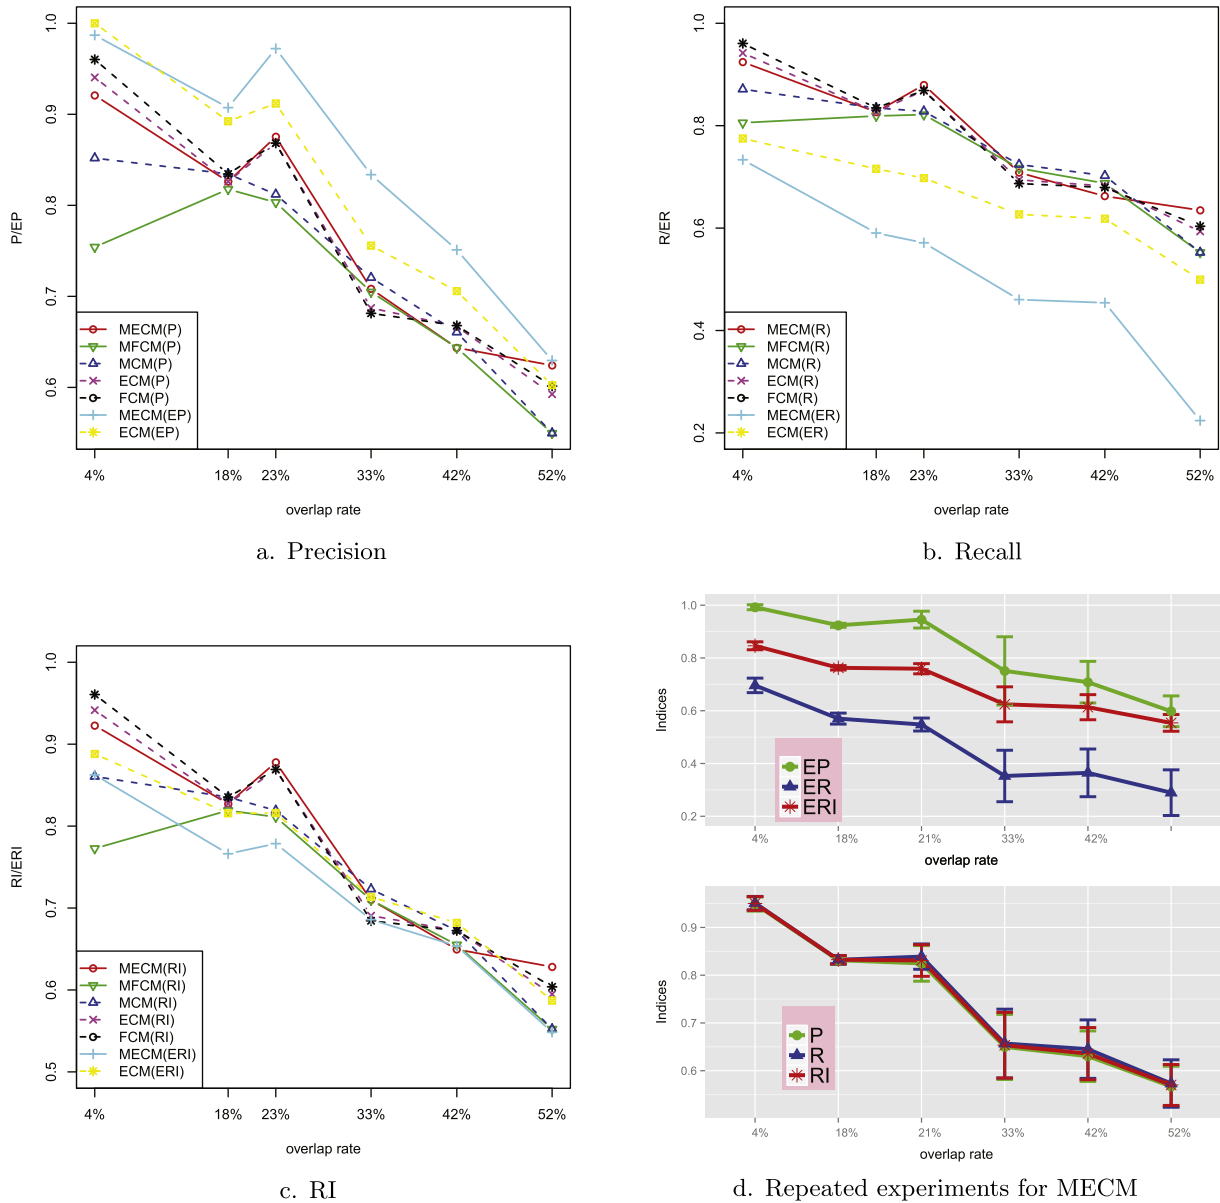 1.0
0.9
0.8
0.7
0.6
P/EP
MECM(P)
MFCM(P)
MCM(P)
ECM(P)
FCM(P)
MECM(EP)
ECM(EP)
4% 18% 23% 33% 42% 52%
overlap rate
a. Precision
1.0
0.8
0.6
0.4
0.2
R/ER
MECM(R)
MFCM(R)
MCM(R)
ECM(R)
FCM(R)
MECM(ER)
ECM(ER)
4% 18% 23% 33% 42% 52%
overlap rate
b. Recall
1.0
0.9
0.8
0.7
0.6
0.5
RI/ERI
MECM(RI)
MFCM(RI)
MCM(RI)
ECM(RI)
FCM(RI)
MECM(ERI)
ECM(ERI)
4% 18% 23% 33% 42% 52%
overlap rate
c. RI
1.0
0.8
0.6
0.4
0.2
Indices
EP
ER
ERI
4% 18% 21% 33% 42%
overlap rate
0.9
0.8
0.7
0.6
Indices
P
R
RI
4% 18% 21% 33% 42% 52%
overlap rate
d. Repeated experiments for MECM